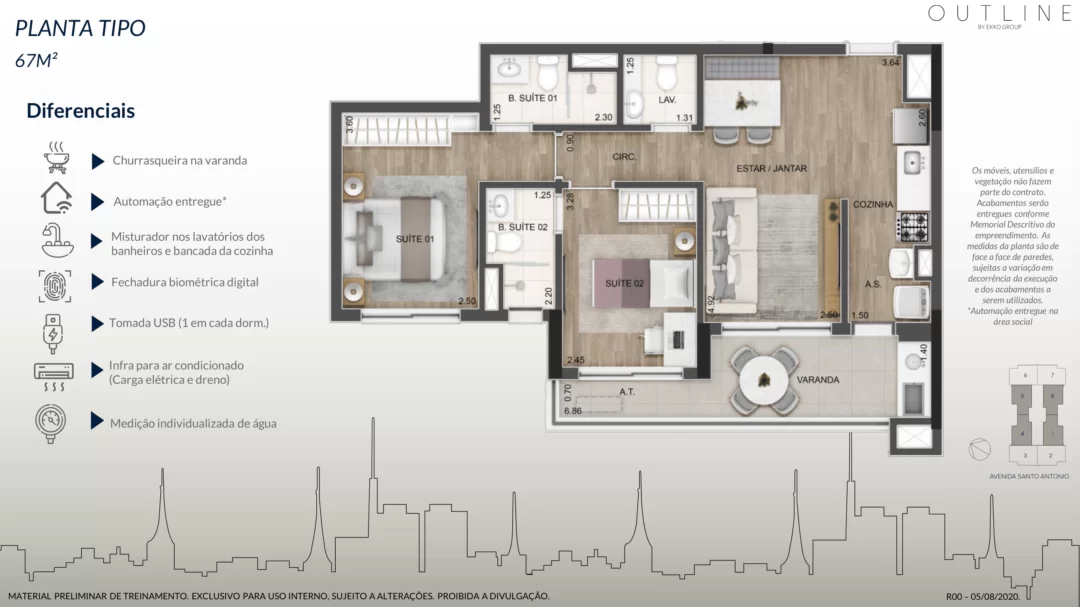 PLANTA TIPO
67M²
OUTLINE
BY EKKO GROUP
Diferenciais
Churrasqueira na varanda
Automação entregue*
Misturador nos lavatórios dos
banheiros e bancada da cozinha
Fechadura biométrica digital
Tomada USB (1 em cada dorm.)
Infra para ar condicionado
(Carga elétrica e dreno)
Medição individualizada de água
B. SUÍTE 01
1.25
2.30
1.25
LAV.
1.31
3.64
2.60
3.60
0.90
CIRC.
ESTAR / JANTAR
COZINHA
SUÍTE 01
2.50
1.25
B. SUÍTE 02
2.20
3.28
SUÍTE 02
2.45
4.92
2.50
A.S.
1.50
1.40
VARANDA
0.70
A.T.
6.86
Os móveis, utensílios e
vegetação não fazem
parte do contrato.
Acabamentos serão
entregues conforme
Memorial Descritivo do
empreendimento. As
medidas da planta são de
face a face de paredes,
sujeitas a variação em
decorrência da execução
e dos acabamentos a
serem utilizados.
*Automação entregue na
área social
6 7
5 8
4 1
3 2
AVENIDA SANTO ANTONIO
MATERIAL PRELIMINAR DE TREINAMENTO. EXCLUSIVO PARA USO INTERNO, SUJEITO A ALTERAÇÕES. PROIBIDA A DIVULGAÇÃO.
R00 – 05/08/2020.